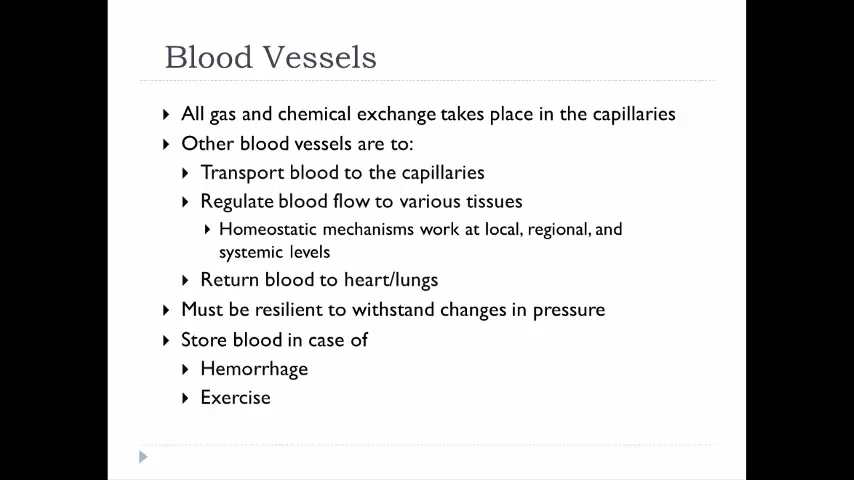 Blood Vessels
All gas and chemical exchange takes place in the capillaries
Other blood vessels are to:
Transport blood to the capillaries
Regulate blood flow to various tissues
Homeostatic mechanisms work at local, regional, and
systemic levels
Return blood to heart/lungs
Must be resilient to withstand changes in pressure
Store blood in case of
Hemorrhage
Exercise